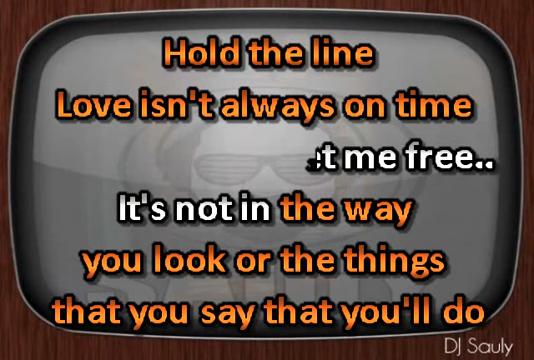 Hold the line
Love isn't always on time
me free..
It's not in the way
you look or the things
that you say that you'll do
DJ Sauly